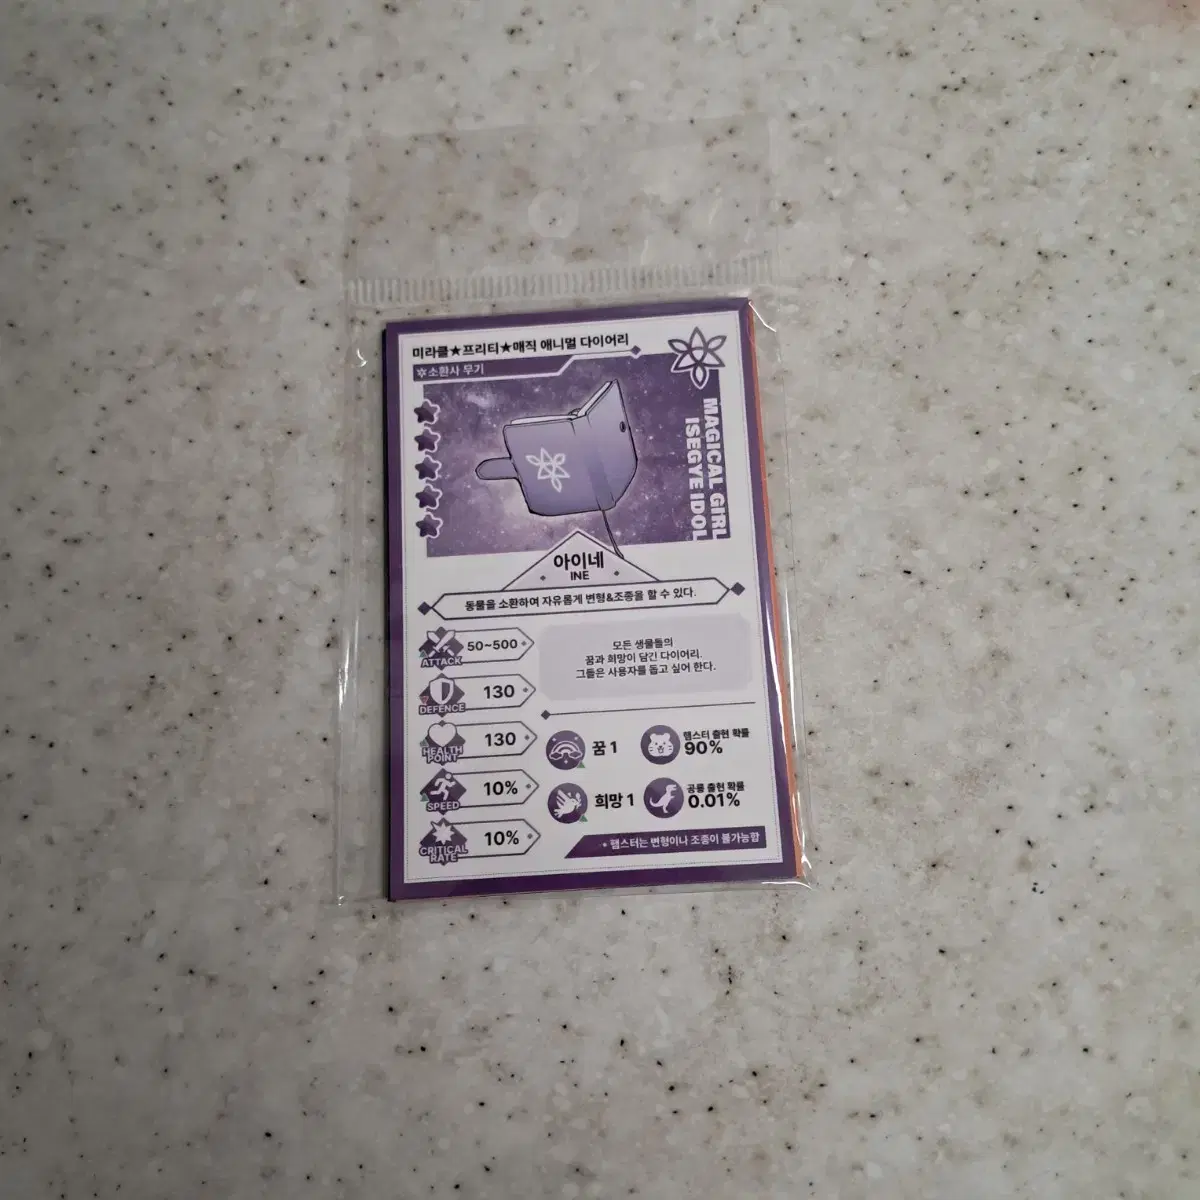 미라클★프리티★매직 애니멀 다이어리
소환사 무기
MAGICAL GIRL
ISEGYE IDOL
아이네
INE
동물을 소환하여 자유롭게 변형&조종을 할 수 있다.
ATTACK 50~500
DEFENCE 130
HEALTH
POINT 130
SPEED 10%
CRITICAL
RATE 10%
모든 생물들의
꿈과 희망이 담긴 다이어리.
그들은 사용자를 돕고 싶어 한다.
꿈 1
햄스터 출현 확률
90%
희망 1
공룡 출현 확률
0.01%
* 햄스터는 변형이나 조종이 불가능함